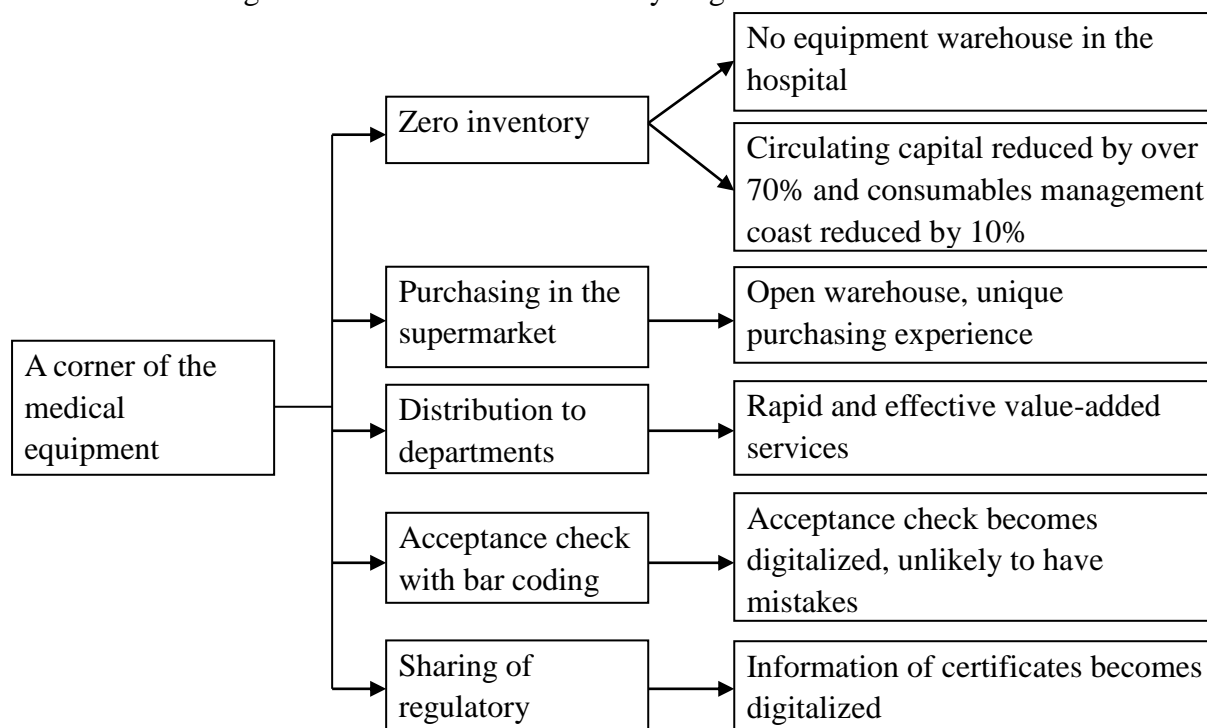 No equipment warehouse in the
hospital
Zero inventory
Circulating capital reduced by over
70% and consumables management
coast reduced by 10%
Purchasing in the
supermarket
Open warehouse, unique
purchasing experience
A corner of the
medical
equipment
Distribution to
departments
Rapid and effective value-added
services
Acceptance check
with bar coding
Acceptance check becomes
digitalized, unlikely to have
mistakes
Sharing of
regulatory
Information of certificates becomes
digitalized